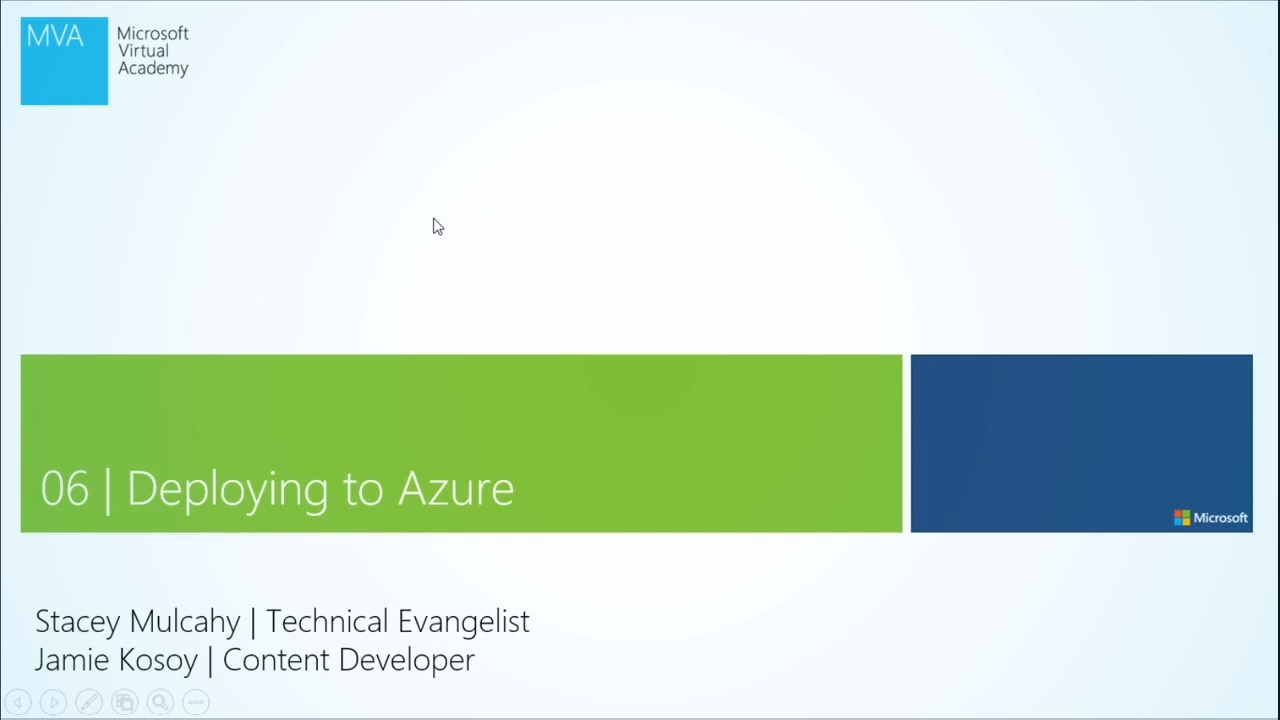 MVA
Microsoft
Virtual
Academy
06 | Deploying to Azure
Microsoft
Stacey Mulcahy | Technical Evangelist
Jamie Kosoy | Content Developer